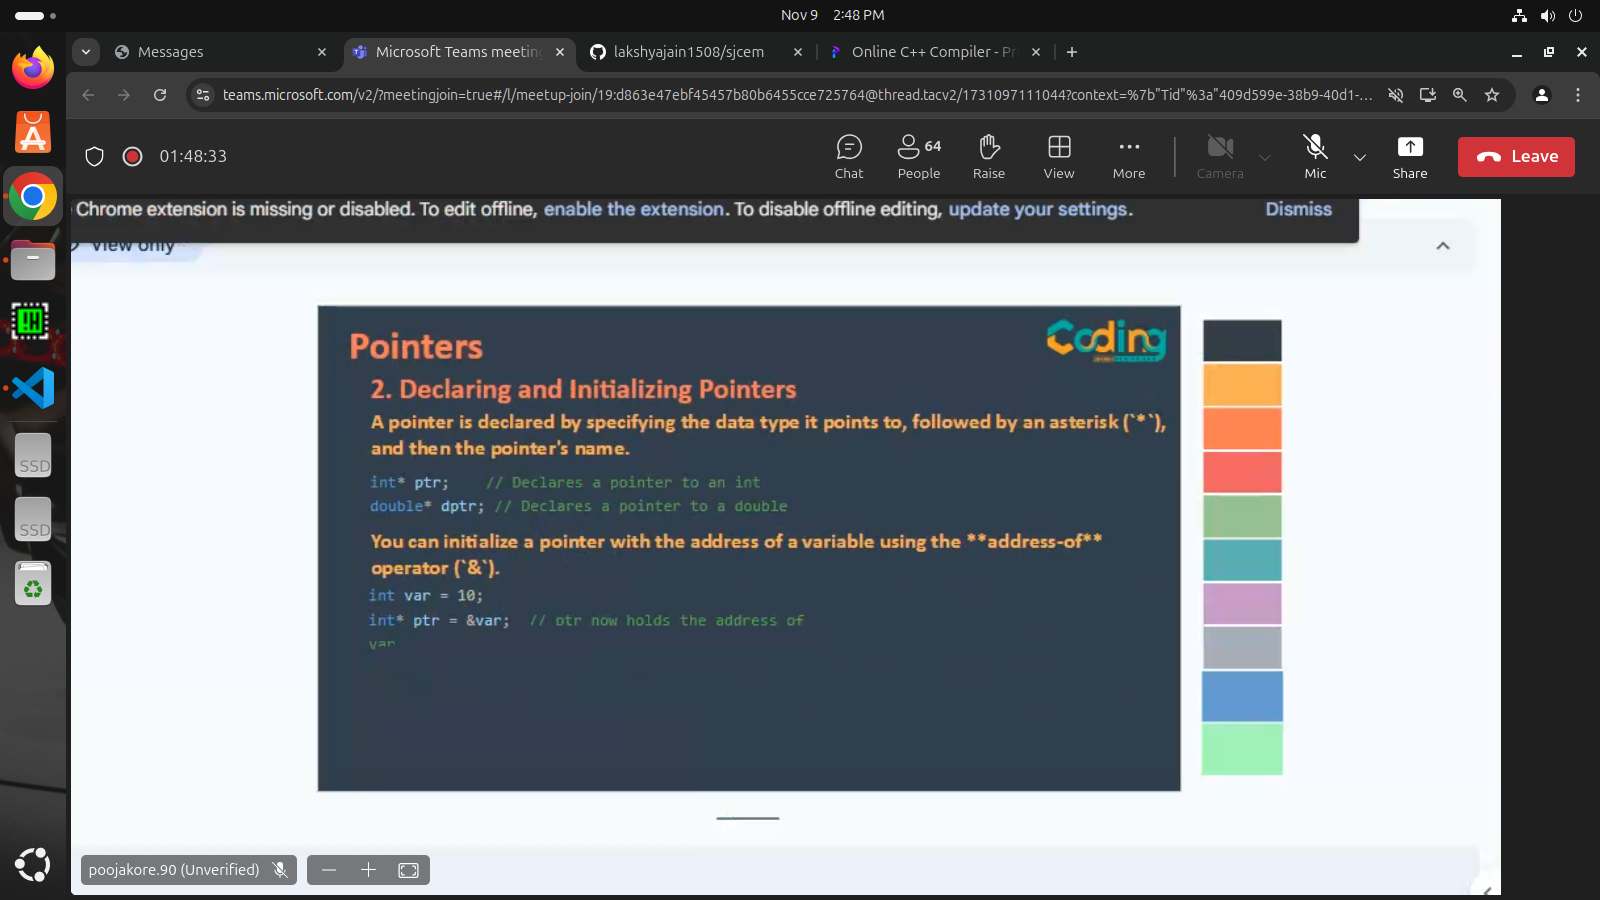 Nov 9 2:48 PM
Messages
Microsoft Teams meeting
lakshyajain1508/sjcem
Online C++ Compiler - Pr
teams.microsoft.com/v2/?meetingjoin=true#/l/meetup-join/19:d863e47ebf45457b80b6455cce725764@thread.tacv2/1731097111044?context=%7b"Tid"%3a"409d599e-38b9-40d1-...
01:48:33
Chat
64
People
Raise
View
More
Camera
Mic
Share
Leave
Chrome extension is missing or disabled. To edit offline, enable the extension. To disable offline editing, update your settings. Dismiss
View only
Coding
Pointers
2. Declaring and Initializing Pointers
A pointer is declared by specifying the data type it points to, followed by an asterisk (`*`),
and then the pointer's name.
int* ptr; // Declares a pointer to an int
double* dptr; // Declares a pointer to a double
You can initialize a pointer with the address of a variable using the **address-of**
operator (`&`).
int var = 10;
int* ptr = &var; // ptr now holds the address of
var
SSD
SSD
poojakore.90 (Unverified)